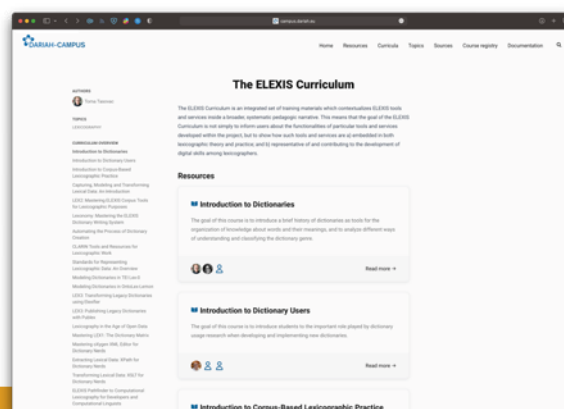 campus.dariah.eu
DARIAH-CAMPUS
Home Resources Curricula Topics Sources Course registry Documentation
AUTHORS
TOPICS
LEXICOGRAPHY
CURRICULUM OVERVIEW
Introduction to Dictionaries
Introduction to Dictionary Users
Introduction to Corpus-Based
Lexicographic Practice
Capturing, Modeling and Transforming
Lexical Data: An Introduction
LEX2: Mastering ELEXIS Corpus Tools
for Lexicographic Purposes
Lexonomy: Mastering the ELEXIS
Dictionary Writing System
Automating the Process of Dictionary
Creation
CLARIN Tools and Resources for
Lexicographic Work
Standards for Representing
Lexicographic Data: An Overview
Modeling Dictionaries in TEI Lex-0
Modeling Dictionaries in OntoLex-Lemon
LEX3: Transforming Legacy Dictionaries
using Elexifier
LEX3: Publishing Legacy Dictionaries
with Publex
Lexicography in the Age of Open Data
Mastering LEX1: The Dictionary Matrix
Mastering oXygen XML Editor for
Dictionary Nerds
Extracting Lexical Data: XPath for
Dictionary Nerds
Transforming Lexical Data: XSLT for
Dictionary Nerds
ELEXIS Pathfinder to Computational
Lexicography for Developers and
Computational Linguists
The ELEXIS Curriculum
The ELEXIS Curriculum is an integrated set of training materials which contextualizes ELEXIS tools
and services inside a broader, systematic pedagogic narrative. This means that the goal of the ELEXIS
Curriculum is not simply to inform users about the functionalities of particular tools and services
developed within the project, but to show how such tools and services are a) embedded in both
lexicographic theory and practice; and b) representative of and contributing to the development of
digital skills among lexicographers.
Resources
Introduction to Dictionaries
The goal of this course is to introduce a brief history of dictionaries as tools for the
organization of knowledge about words and their meanings, and to analyze different ways
of understanding and classifying the dictionary genre.
Read more →
Introduction to Dictionary Users
The goal of this course is to introduce students to the important role played by dictionary
usage research when developing and implementing new dictionaries.
Read more →
Introduction to Corpus-Based Lexicographic Practice